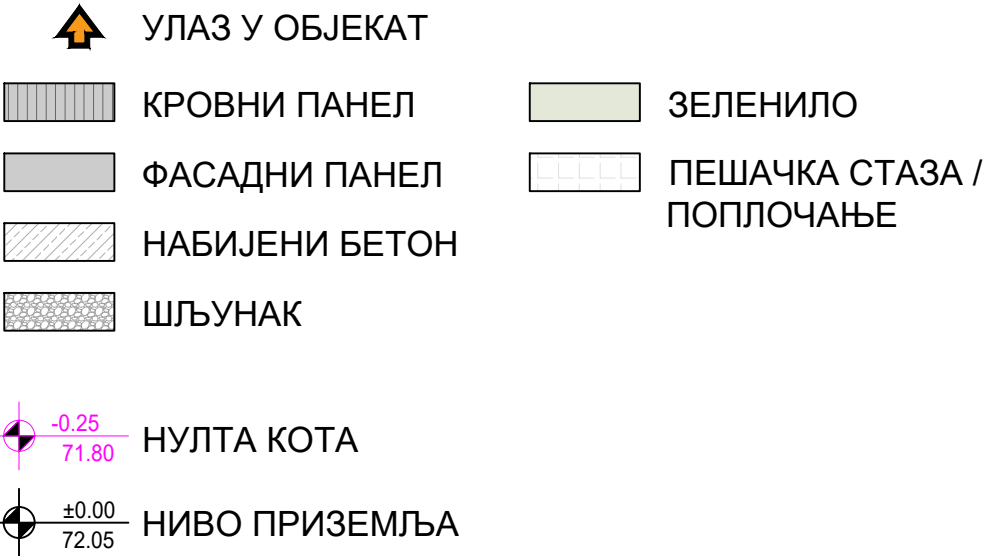 УЛАЗ У ОБЈЕКАТ
КРОВНИ ПАНЕЛ
ФАСАДНИ ПАНЕЛ
НАБИЈЕНИ БЕТОН
ШЉУНАК
ЗЕЛЕНИЛО
ПЕШАЧКА СТАЗА /
ПОПЛОЧАЊЕ
-0.25
71.80
НУЛТА КОТА
±0.00
72.05
НИВО ПРИЗЕМЉА